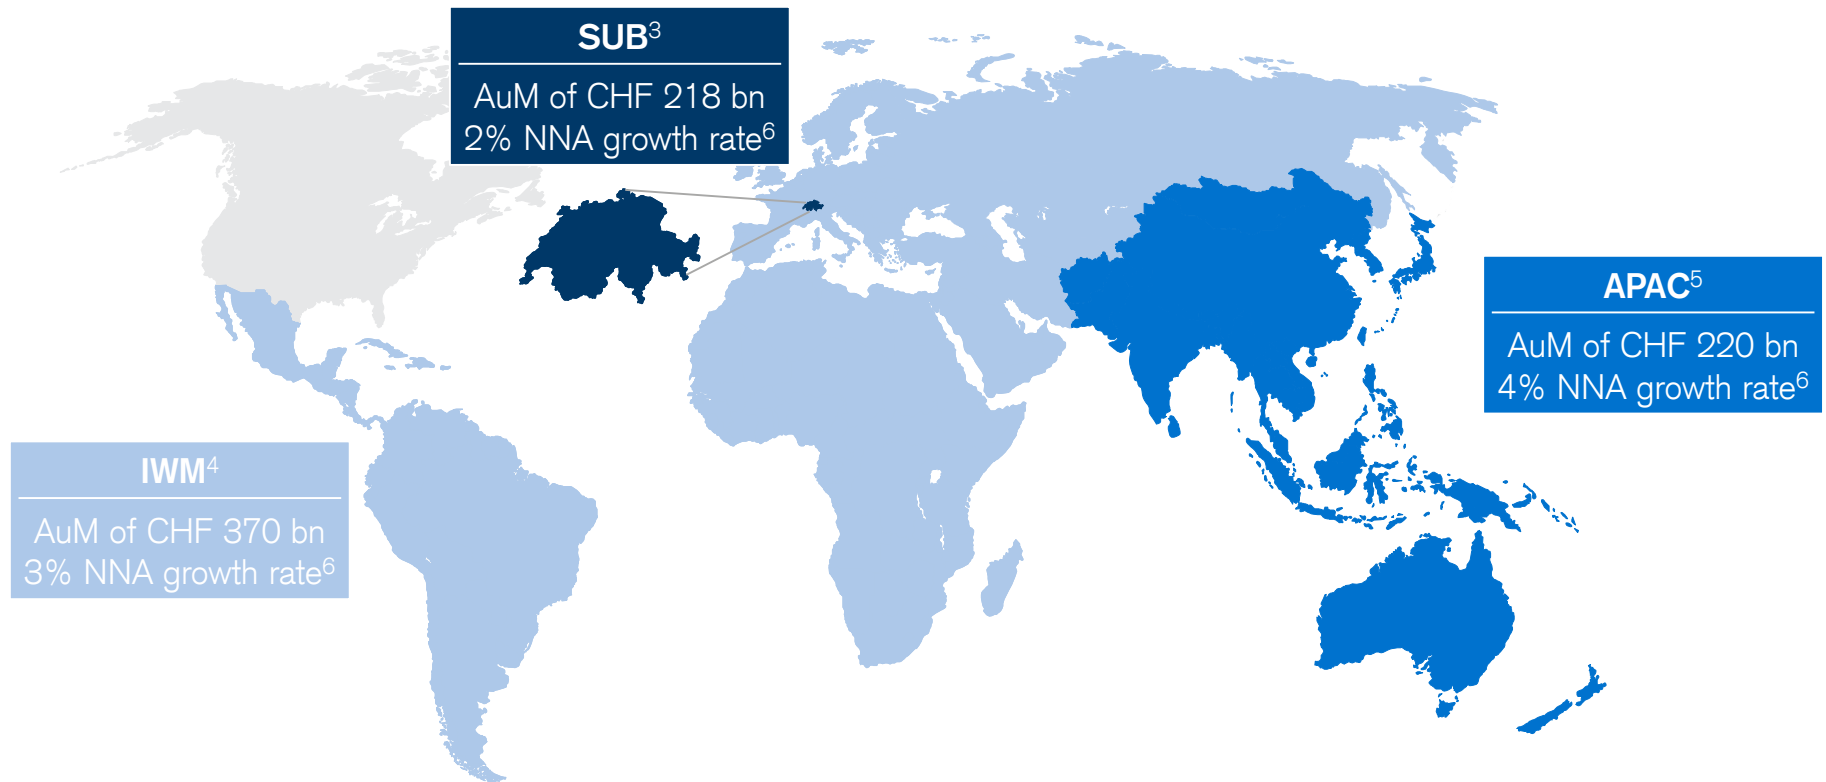 SUB³
AuM of CHF 218 bn
2% NNA growth rate⁶
APAC⁵
AuM of CHF 220 bn
4% NNA growth rate⁶
IWM⁴
AuM of CHF 370 bn
3% NNA growth rate⁶